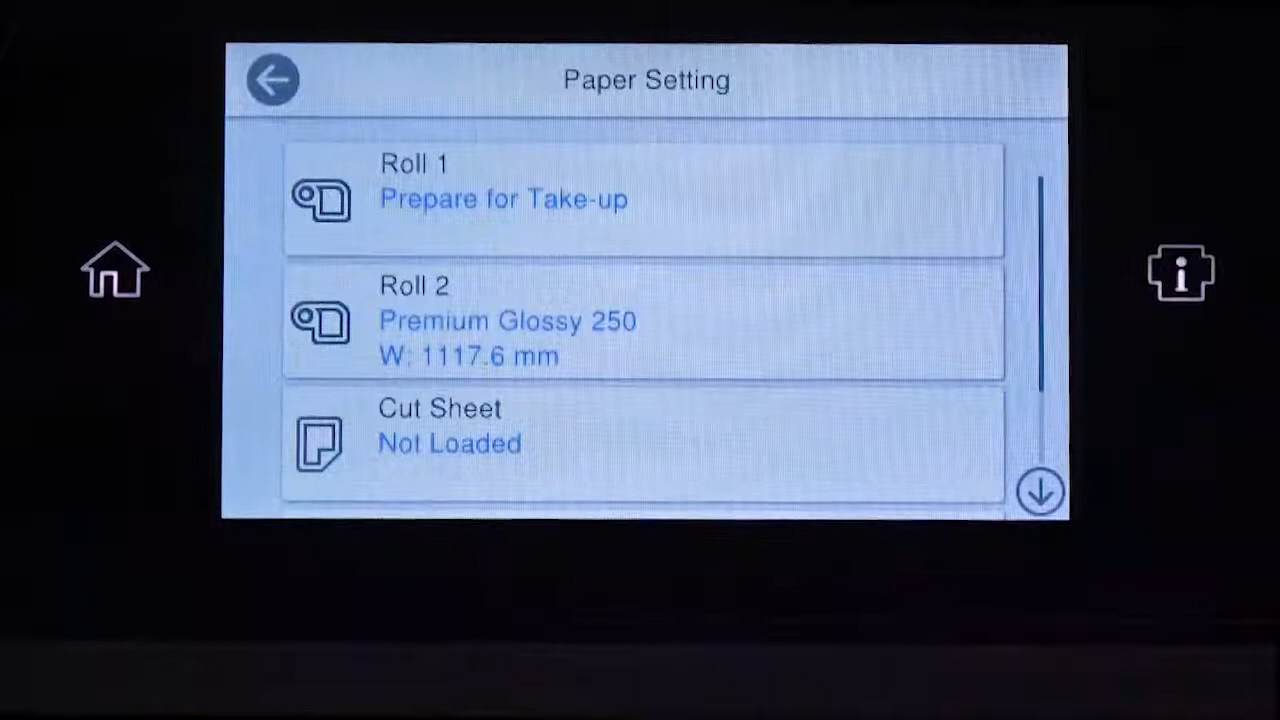 Paper Setting
Roll 1
Prepare for Take-up
Roll 2
Premium Glossy 250
W: 1117.6 mm
Cut Sheet
Not Loaded